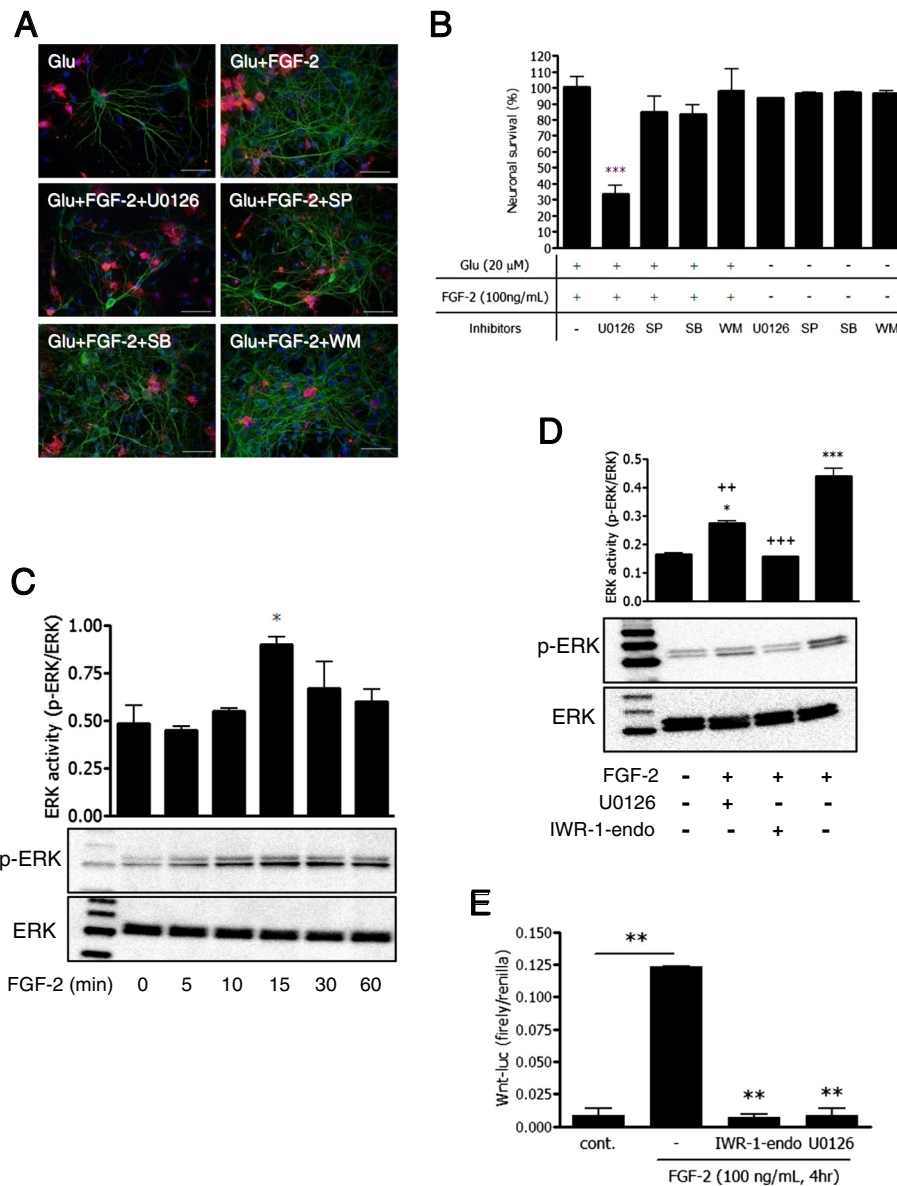 A
Glu
Glu+FGF-2
Glu+FGF-2+U0126
Glu+FGF-2+SP
Glu+FGF-2+SB
Glu+FGF-2+WM
B
Neuronal survival (%)
120
110
100
90
80
70
60
50
40
30
20
10
0
***
Glu (20 µM) + + + + + - - - -
FGF-2 (100ng/mL) + + + + + - - - -
Inhibitors - U0126 SP SB WM U0126 SP SB WM
C
ERK activity (p-ERK/ERK)
1.00
0.75
0.50
0.25
0.00
*
p-ERK
ERK
FGF-2 (min) 0 5 10 15 30 60
D
ERK activity (p-ERK/ERK)
0.5
0.4
0.3
0.2
0.1
0.0
++
*
+++
***
p-ERK
ERK
FGF-2 - + + +
U0126 - + - -
IWR-1-endo - - + -
E
Wnt-luc (firely/renilla)
0.150
0.125
0.100
0.075
0.050
0.025
0.000
**
**
**
cont. - IWR-1-endo U0126
FGF-2 (100 ng/mL, 4hr)